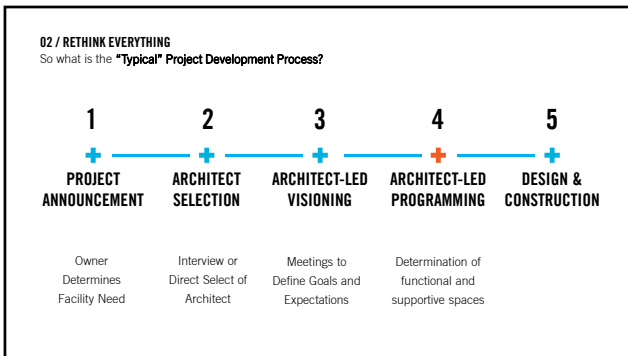 02 / RETHINK EVERYTHING
So what is the "Typical" Project Development Process?
1
2
3
4
5
PROJECT
ANNOUNCEMENT
ARCHITECT
SELECTION
ARCHITECT-LED
VISIONING
ARCHITECT-LED
PROGRAMMING
DESIGN &
CONSTRUCTION
Owner
Determines
Facility Need
Interview or
Direct Select of
Architect
Meetings to
Define Goals and
Expectations
Determination of
functional and
supportive spaces